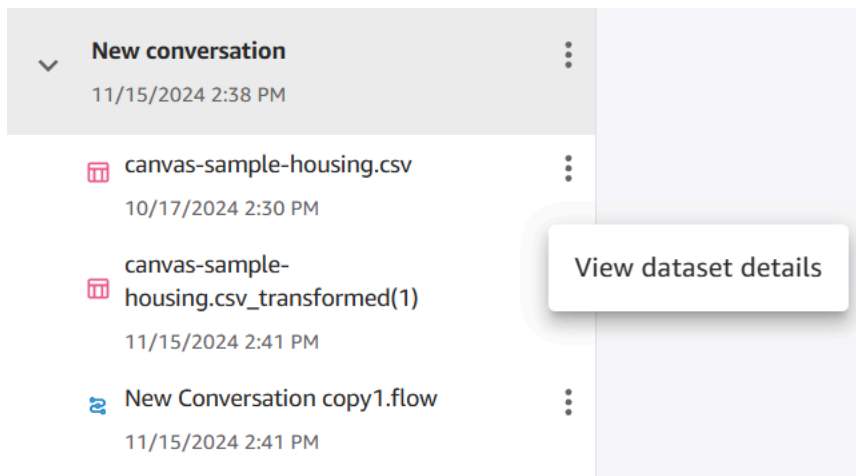 New conversation
11/15/2024 2:38 PM
canvas-sample-housing.csv
10/17/2024 2:30 PM
canvas-sample-
housing.csv_transformed(1)
View dataset details
11/15/2024 2:41 PM
New Conversation copy1.flow
11/15/2024 2:41 PM